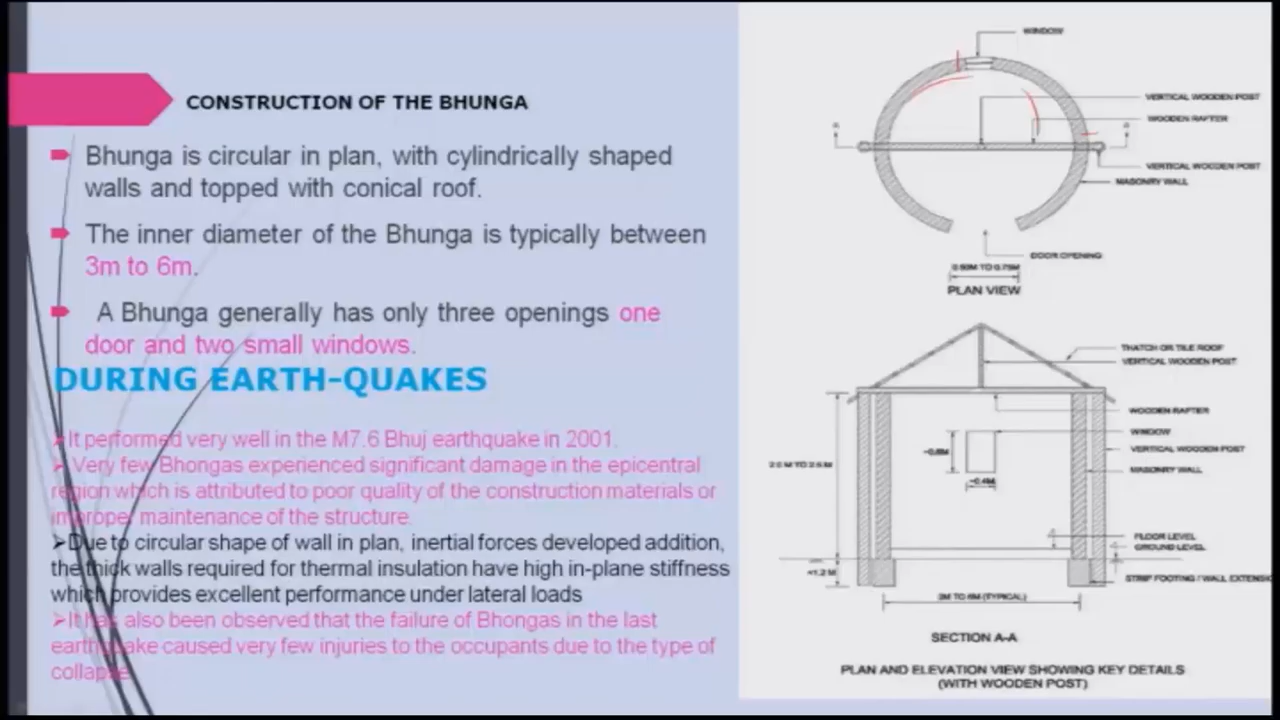 CONSTRUCTION OF THE BHUNGA
Bhunga is circular in plan, with cylindrically shaped
walls and topped with conical roof.
The inner diameter of the Bhunga is typically between
3m to 6m.
A Bhunga generally has only three openings one
door and two small windows.
DURING EARTH-QUAKES
It performed very well in the M7.6 Bhuj earthquake in 2001.
Very few Bhongas experienced significant damage in the epicentral
region which is attributed to poor quality of the construction materials or
improper maintenance of the structure.
Due to circular shape of wall in plan, inertial forces developed addition,
the thick walls required for thermal insulation have high in-plane stiffness
which provides excellent performance under lateral loads
It has also been observed that the failure of Bhongas in the last
earthquake caused very few injuries to the occupants due to the type of
collapse
WINDOW
VERTICAL WOODEN POST
WOODEN RAFTER
VERTICAL WOODEN POST
MASONRY WALL
DOOR OPENING
PLAN VIEW
THATCH OR TILE ROOF
VERTICAL WOODEN POST
WOODEN RAFTER
WINDOW
~0.6M
VERTICAL WOODEN POST
MASONRY WALL
~0.4M
FLOOR LEVEL
GROUND LEVEL
STRIP FOOTING / WALL EXTENSIO
3M TO 6M (TYPICAL)
SECTION A-A
PLAN AND ELEVATION VIEW SHOWING KEY DETAILS
(WITH WOODEN POST)